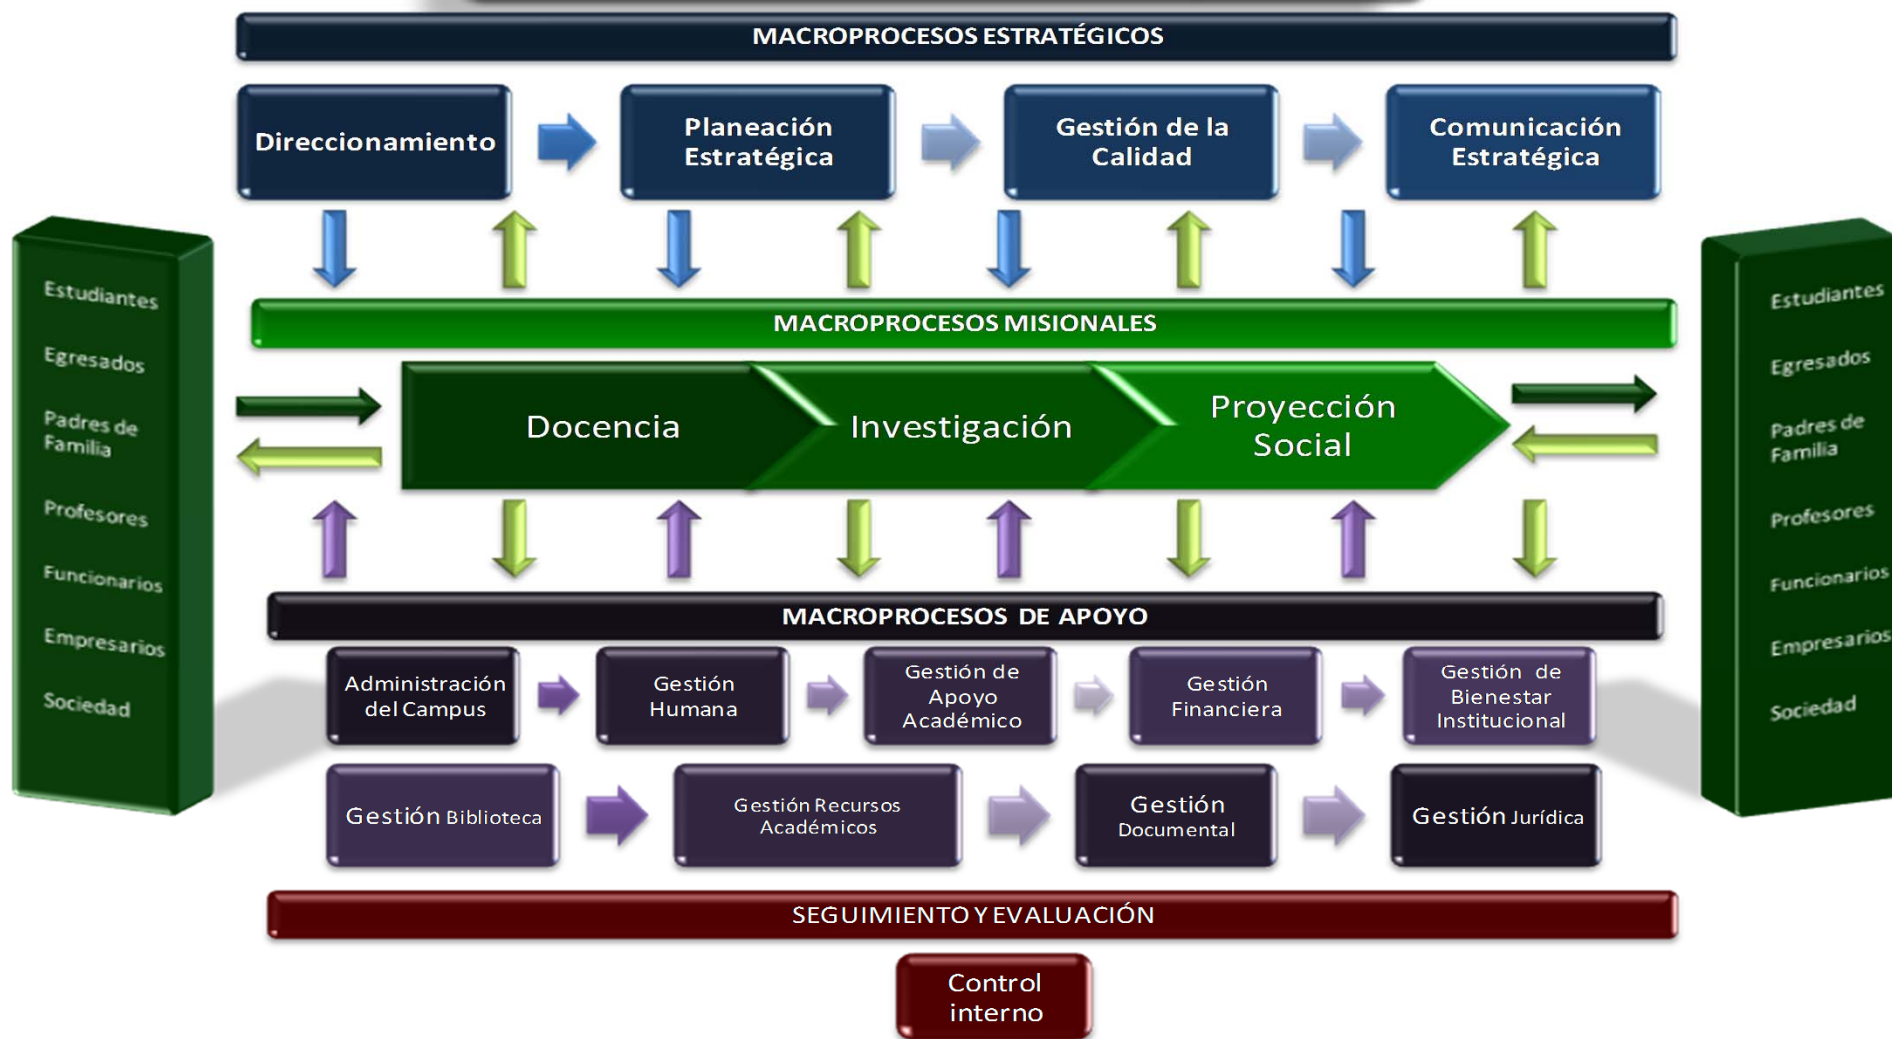 MACROPROCESOS ESTRATÉGICOS
Direccionamiento
Planeación
Estratégica
Gestión de la
Calidad
Comunicación
Estratégica
Estudiantes
Egresados
Padres de
Familia
Profesores
Funcionarios
Empresarios
Sociedad
MACROPROCESOS MISIONALES
Docencia
Investigación
Proyección
Social
MACROPROCESOS DE APOYO
Administración
del Campus
Gestión
Humana
Gestión de
Apoyo
Académico
Gestión
Financiera
Gestión de
Bienestar
Institucional
Gestión Biblioteca
Gestión Recursos
Académicos
Gestión
Documental
Gestión Jurídica
SEGUIMIENTO Y EVALUACIÓN
Control
interno
Estudiantes
Egresados
Padres de
Familia
Profesores
Funcionarios
Empresarios
Sociedad